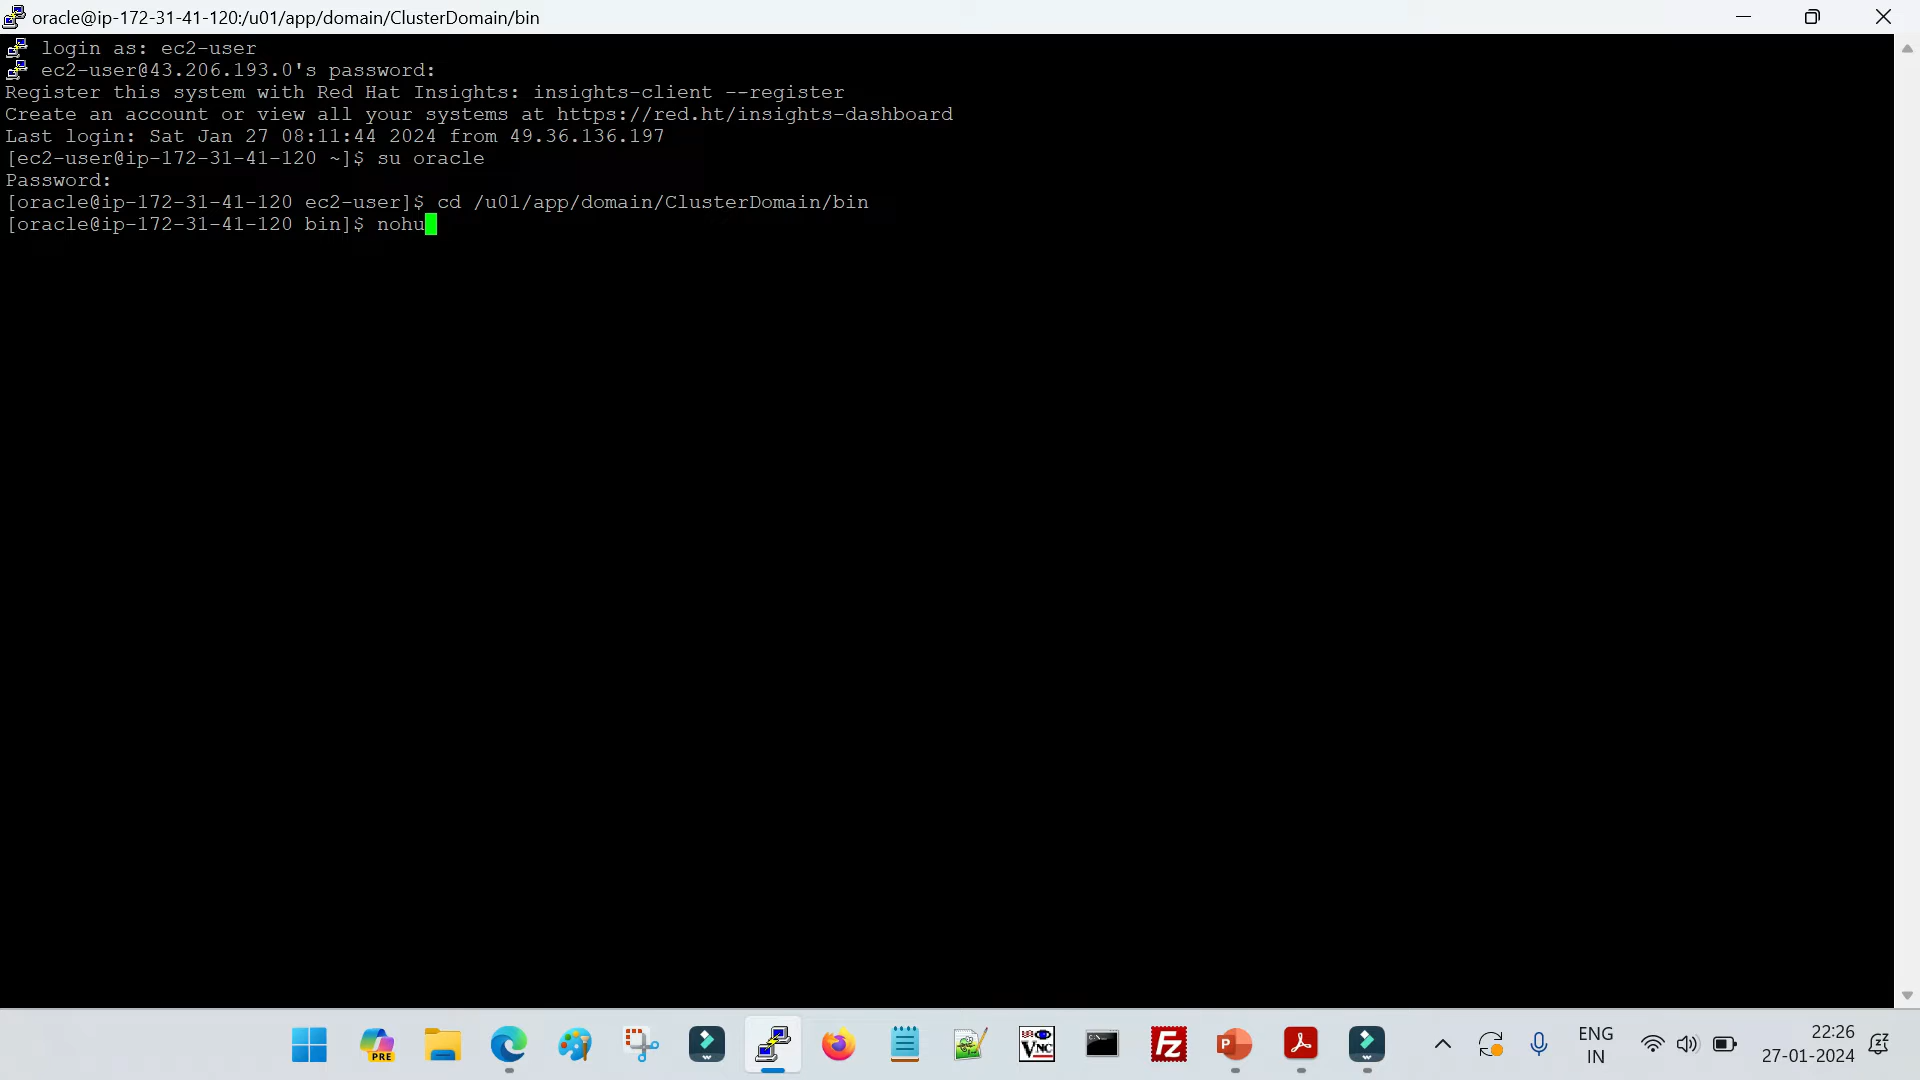 oracle@ip-172-31-41-120:/u01/app/domain/ClusterDomain/bin
login as: ec2-user
ec2-user@43.206.193.0's password:
Register this system with Red Hat Insights: insights-client --register
Create an account or view all your systems at https://red.ht/insights-dashboard
Last login: Sat Jan 27 08:11:44 2024 from 49.36.136.197
[ec2-user@ip-172-31-41-120 ~]$ su oracle
Password:
[oracle@ip-172-31-41-120 ec2-user]$ cd /u01/app/domain/ClusterDomain/bin
[oracle@ip-172-31-41-120 bin]$ nohu
PRE
VNC
FZ
P
ENG
IN
22:26
27-01-2024